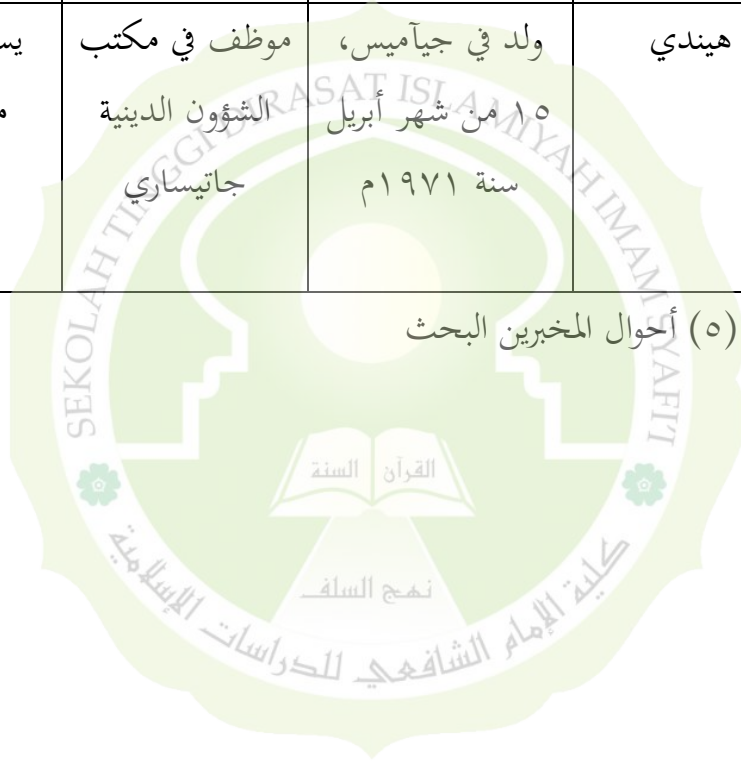 هيندي
ولد في جيآميس،
١٥ من شهر أبريل
سنة ١٩٧١م
موظف في مكتب
الشؤون الدينية
جاتيساري
(٥) أحوال المخبرين البحث
SEKOLAH TINGGI DIRASAT ISLAMIYAH IMAM SYAFI'I
القرآن السنة
نهج السلف
كلية الإمام الشافعي للدراسات الإسلامية